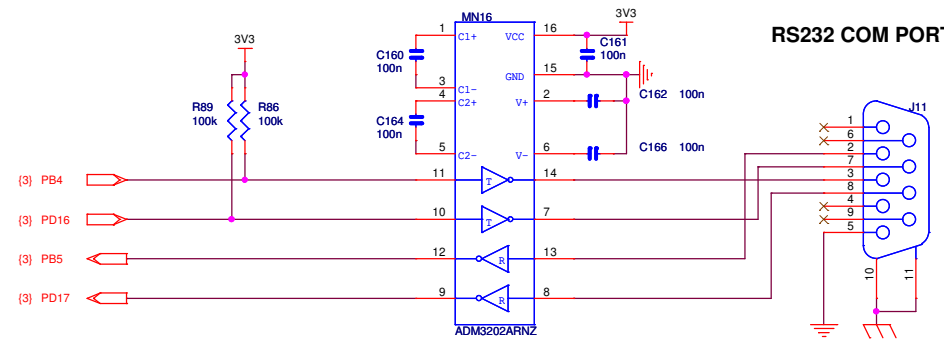 MN16
3V3
RS232 COM PORT
1
C1+
VCC
16
C160
100n
C161
100n
3V3
3
C1-
GND
15
4
C2+
V+
2
C162 100n
J11
R89
100k
R86
100k
C164
100n
5
C2-
V-
6
C166 100n
1
6
2
7
3
8
4
9
5
{3} PB4
11
T
14
{3} PD16
10
T
7
{3} PB5
12
R
13
{3} PD17
9
R
8
10
11
ADM3202ARNZ